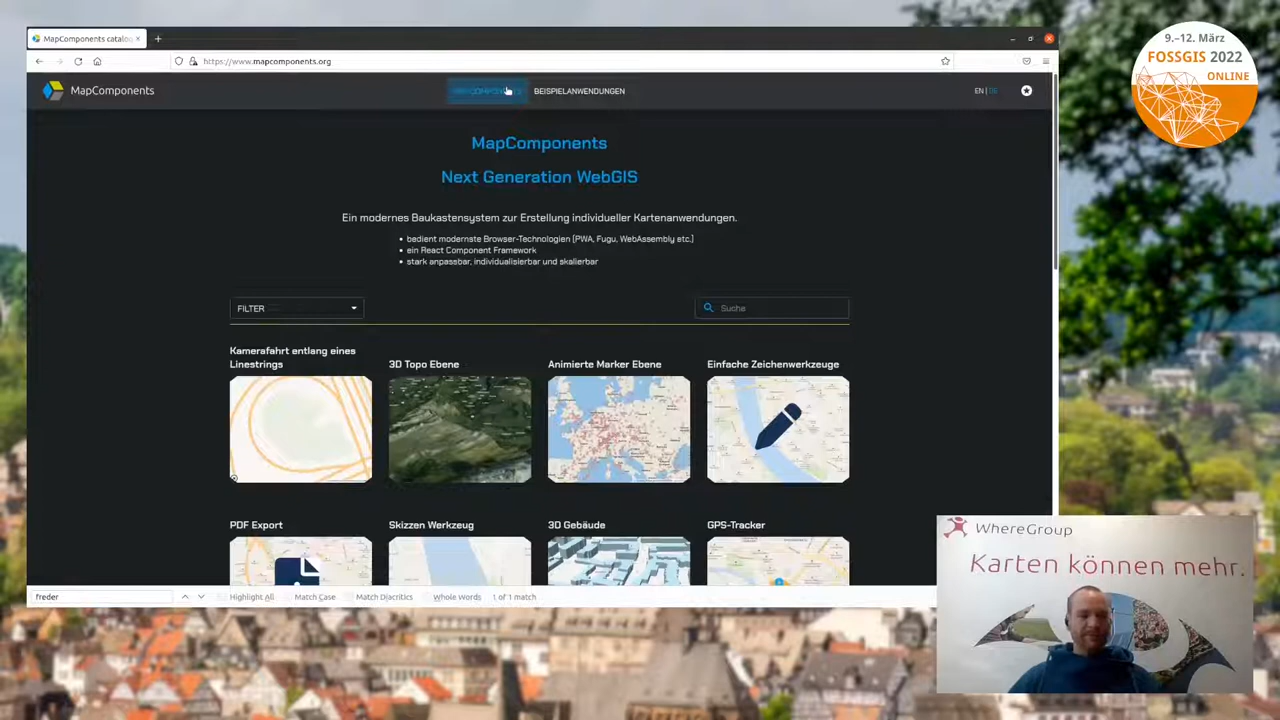 9.–12. März
FOSSGIS 2022
ONLINE
MapComponents catalog
https://www.mapcomponents.org
MapComponents
MAP COMPONENTS
BEISPIELANWENDUNGEN
EN | DE
MapComponents
Next Generation WebGIS
Ein modernes Baukastensystem zur Erstellung individueller Kartenanwendungen.
bedient modernste Browser-Technologien [PWA, Fugu, WebAssembly etc.]
ein React Component Framework
stark anpassbar, individualisierbar und skalierbar
FILTER
Suche
Kamerafahrt entlang eines
Linestrings
3D Topo Ebene
Animierte Marker Ebene
Einfache Zeichenwerkzeuge
PDF Export
Skizzen Werkzeug
3D Gebäude
GPS-Tracker
freder
Highlight All
Match Case
Match Diacritics
Whole Words
1 of 1 match
WhereGroup
Karten können mehr.